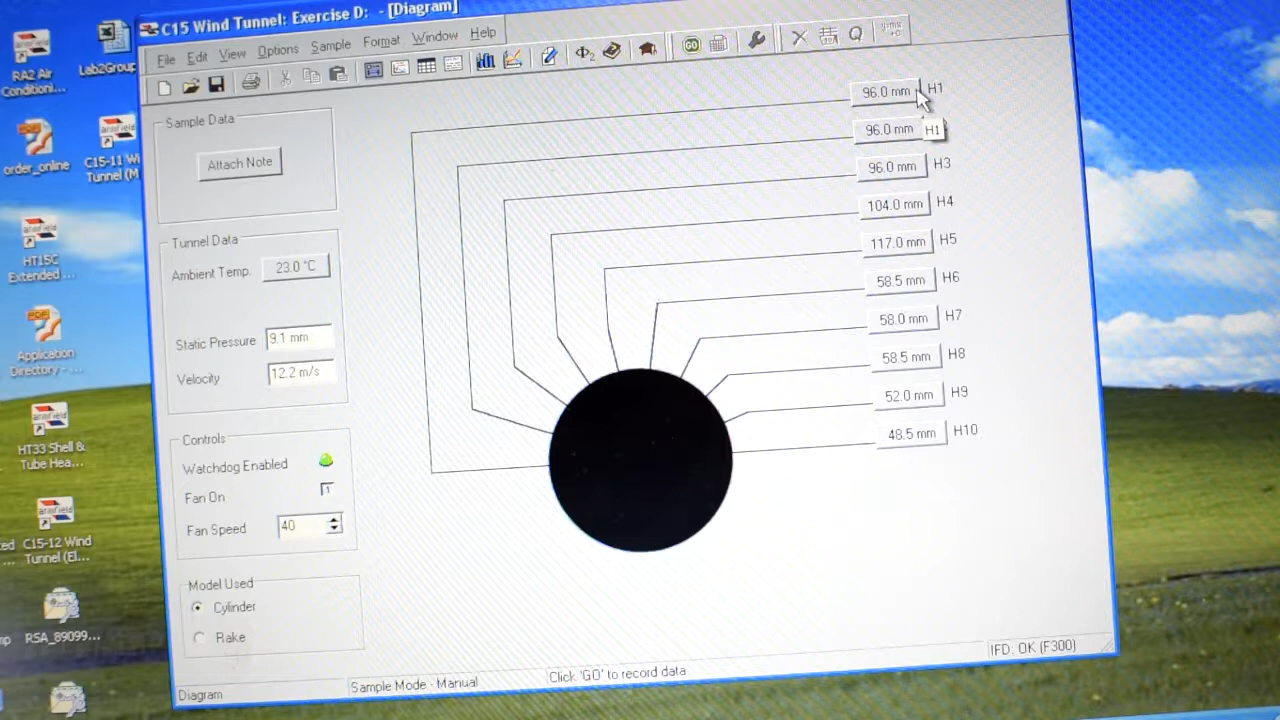 C15 Wind Tunnel: Exercise D: - [Diagram]
File Edit View Options Sample Format Window Help
GO
Sample Data
Attach Note
Tunnel Data
Ambient Temp. 23.0 °C
Static Pressure 9.1 mm
Velocity 12.2 m/s
Controls
Watchdog Enabled
Fan On
Fan Speed 40
Model Used
Cylinder
Rake
96.0 mm H1
96.0 mm H1
96.0 mm H3
104.0 mm H4
117.0 mm H5
58.5 mm H6
58.0 mm H7
58.5 mm H8
52.0 mm H9
48.5 mm H10
Diagram
Sample Mode - Manual
Click 'GO' to record data
IFD: OK (F300)
RA2 Air
Conditioni...
Lab2Group
order_online
C15-11 Wi
Tunnel (M
armfield
HT15C
Extended ...
PDF
Application
Directory - ...
armfield
HT33 Shell &
Tube Hea...
C15-12 Wind
Tunnel (El...
RSA_89099...